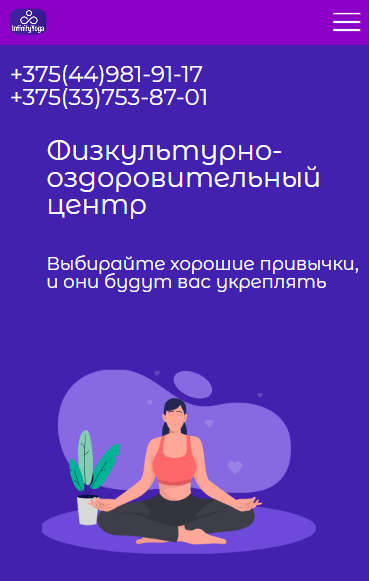 InfinityYoga
+375(44)981-91-17
+375(33)753-87-01
Физкультурно-
оздоровительный
центр
Выбирайте хорошие привычки,
и они будут вас укреплять